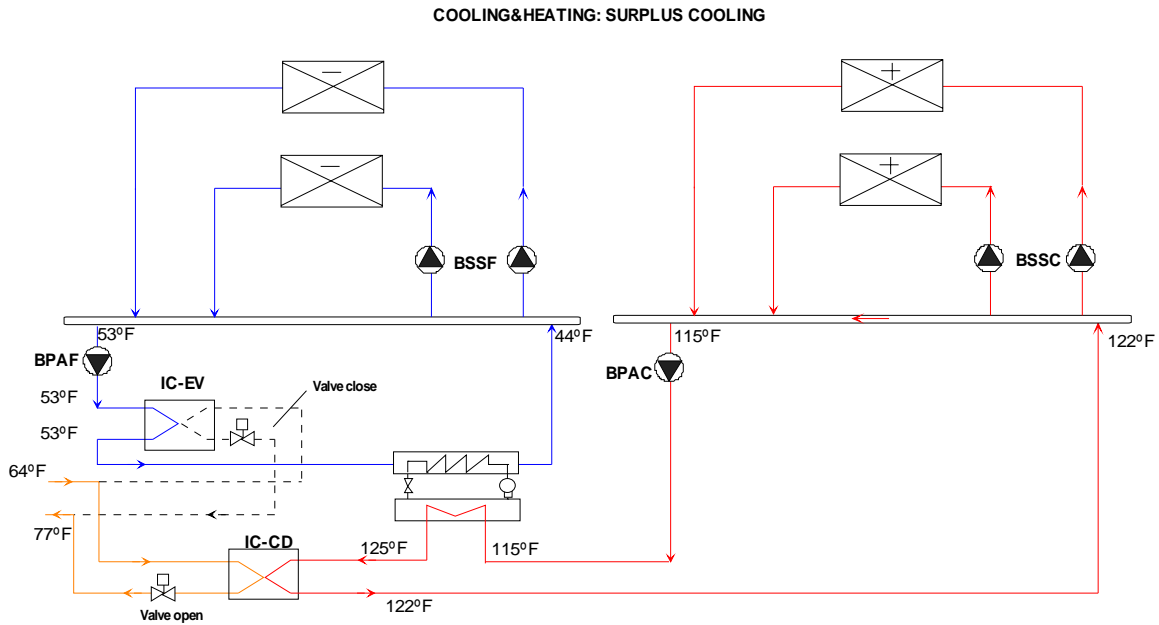 COOLING&HEATING: SURPLUS COOLING
BSSF
BSSC
53ºF
44ºF
115ºF
122ºF
BPAF
BPAC
IC-EV
Valve close
53ºF
53ºF
64ºF
77ºF
IC-CD
125ºF
115ºF
122ºF
Valve open